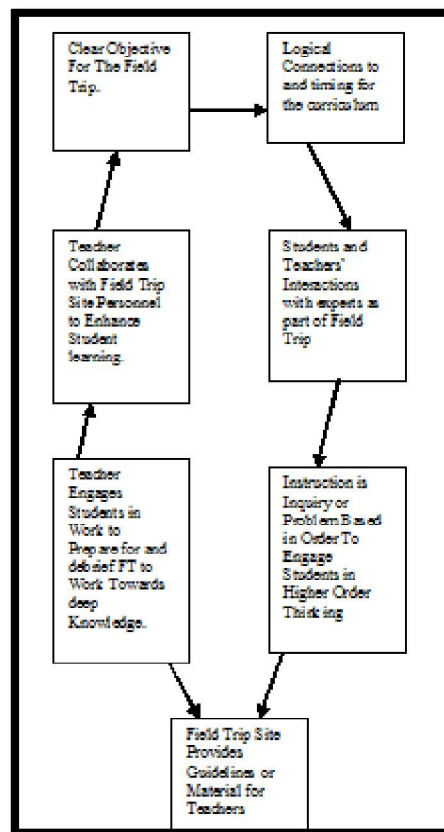 Clear Objective
For The Field
Trip.
Logical
Connections to
and timing for
the curriculum
Teacher
Collaborates
with Field Trip
Site Personnel
to Enhance
Student
learning.
Students and
Teachers'
Interactions
with experts as
part of Field
Trip
Teacher
Engages
Students in
Work to
Prepare for and
debrief FT to
Work Towards
deep
Knowledge.
Instruction is
Inquiry or
Problem Based
in Order To
Engage
Students in
Higher Order
Thinking
Field Trip Site
Provides
Guidelines or
Material for
Teachers